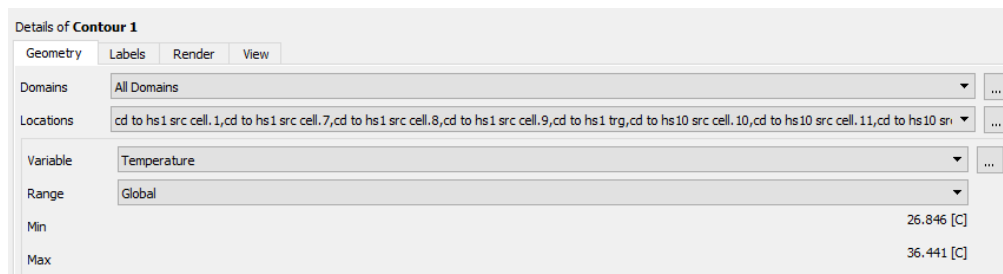 Details of Contour 1
Geometry Labels Render View
Domains All Domains ...
Locations cd to hs1 src cell.1,cd to hs1 src cell.7,cd to hs1 src cell.8,cd to hs1 src cell.9,cd to hs1 trg,cd to hs10 src cell.10,cd to hs10 src cell.11,cd to hs10 sr ...
Variable Temperature ...
Range Global
Min 26.846 [C]
Max 36.441 [C]